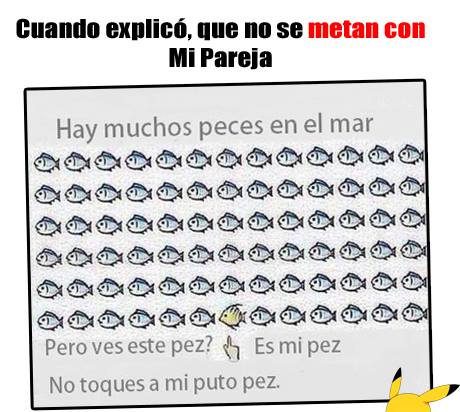 Cuando explicó, que no se metan con
Mi Pareja
Hay muchos peces en el mar
Pero ves este pez? Es mi pez
No toques a mi puto pez.